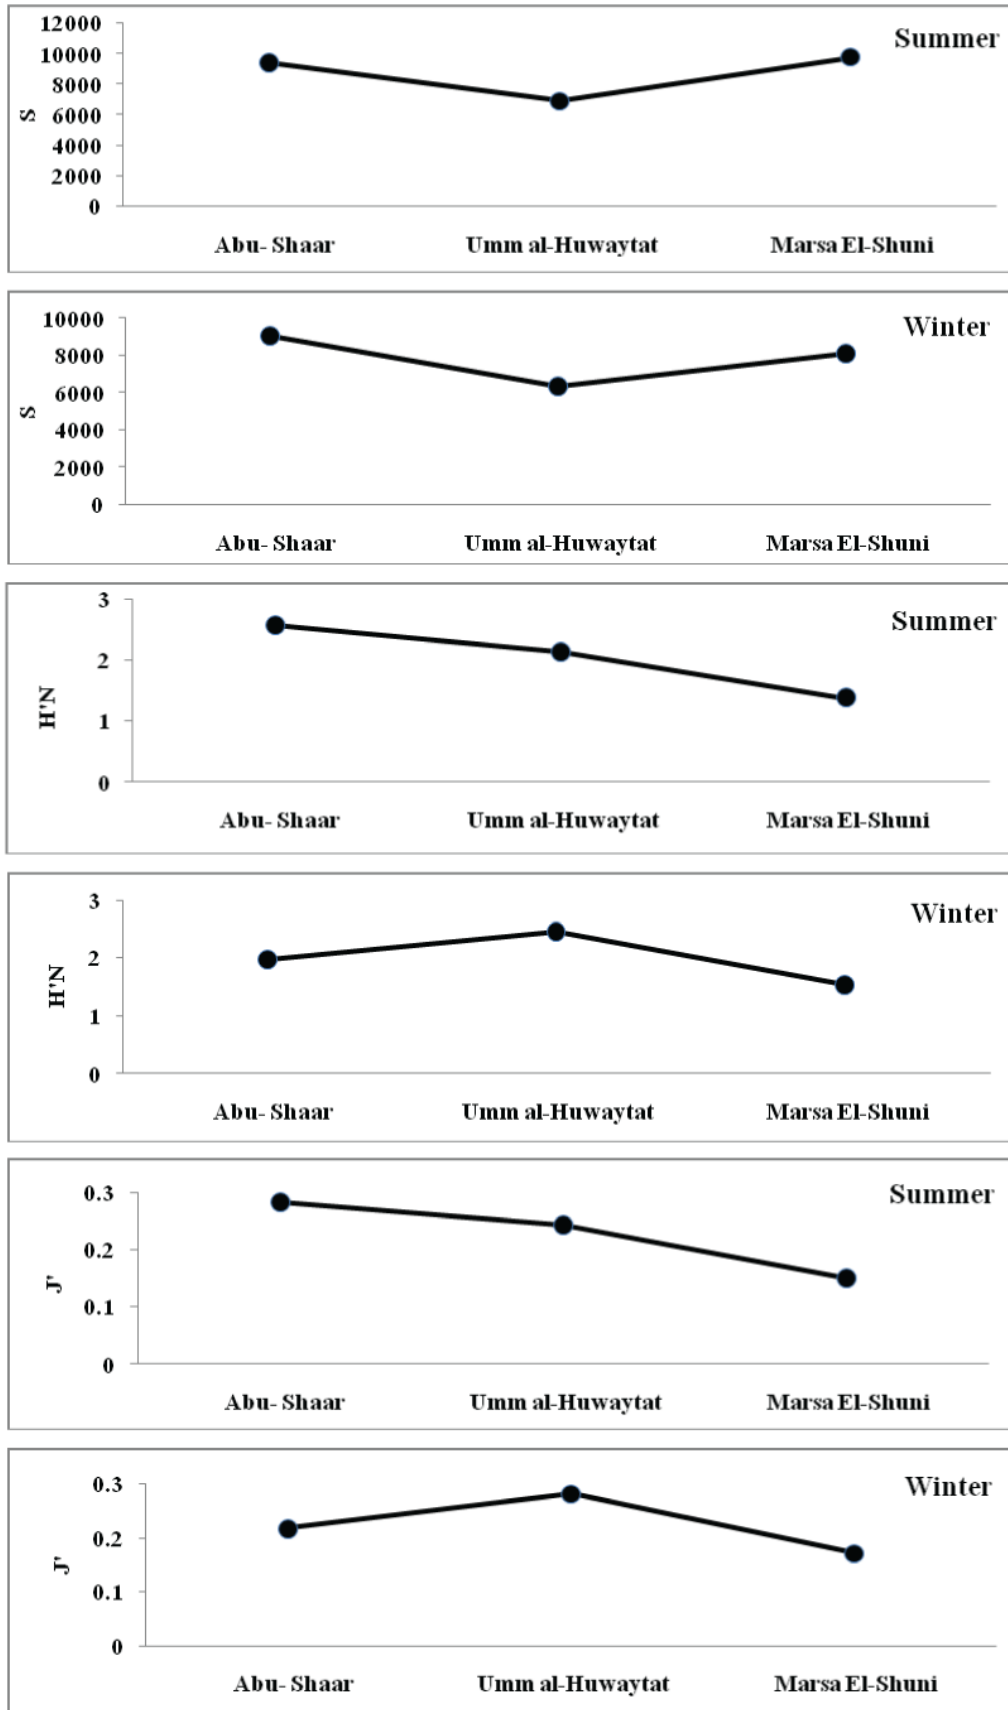 Summer
12000
10000
8000
6000
4000
2000
0
S
Abu- Shaar Umm al-Huwaytat Marsa El-Shuni
Winter
10000
8000
6000
4000
2000
0
S
Abu- Shaar Umm al-Huwaytat Marsa El-Shuni
Summer
3
2
1
0
H'N
Abu- Shaar Umm al-Huwaytat Marsa El-Shuni
Winter
3
2
1
0
H'N
Abu- Shaar Umm al-Huwaytat Marsa El-Shuni
Summer
0.3
0.2
0.1
0
J'
Abu- Shaar Umm al-Huwaytat Marsa El-Shuni
Winter
0.3
0.2
0.1
0
J'
Abu- Shaar Umm al-Huwaytat Marsa El-Shuni